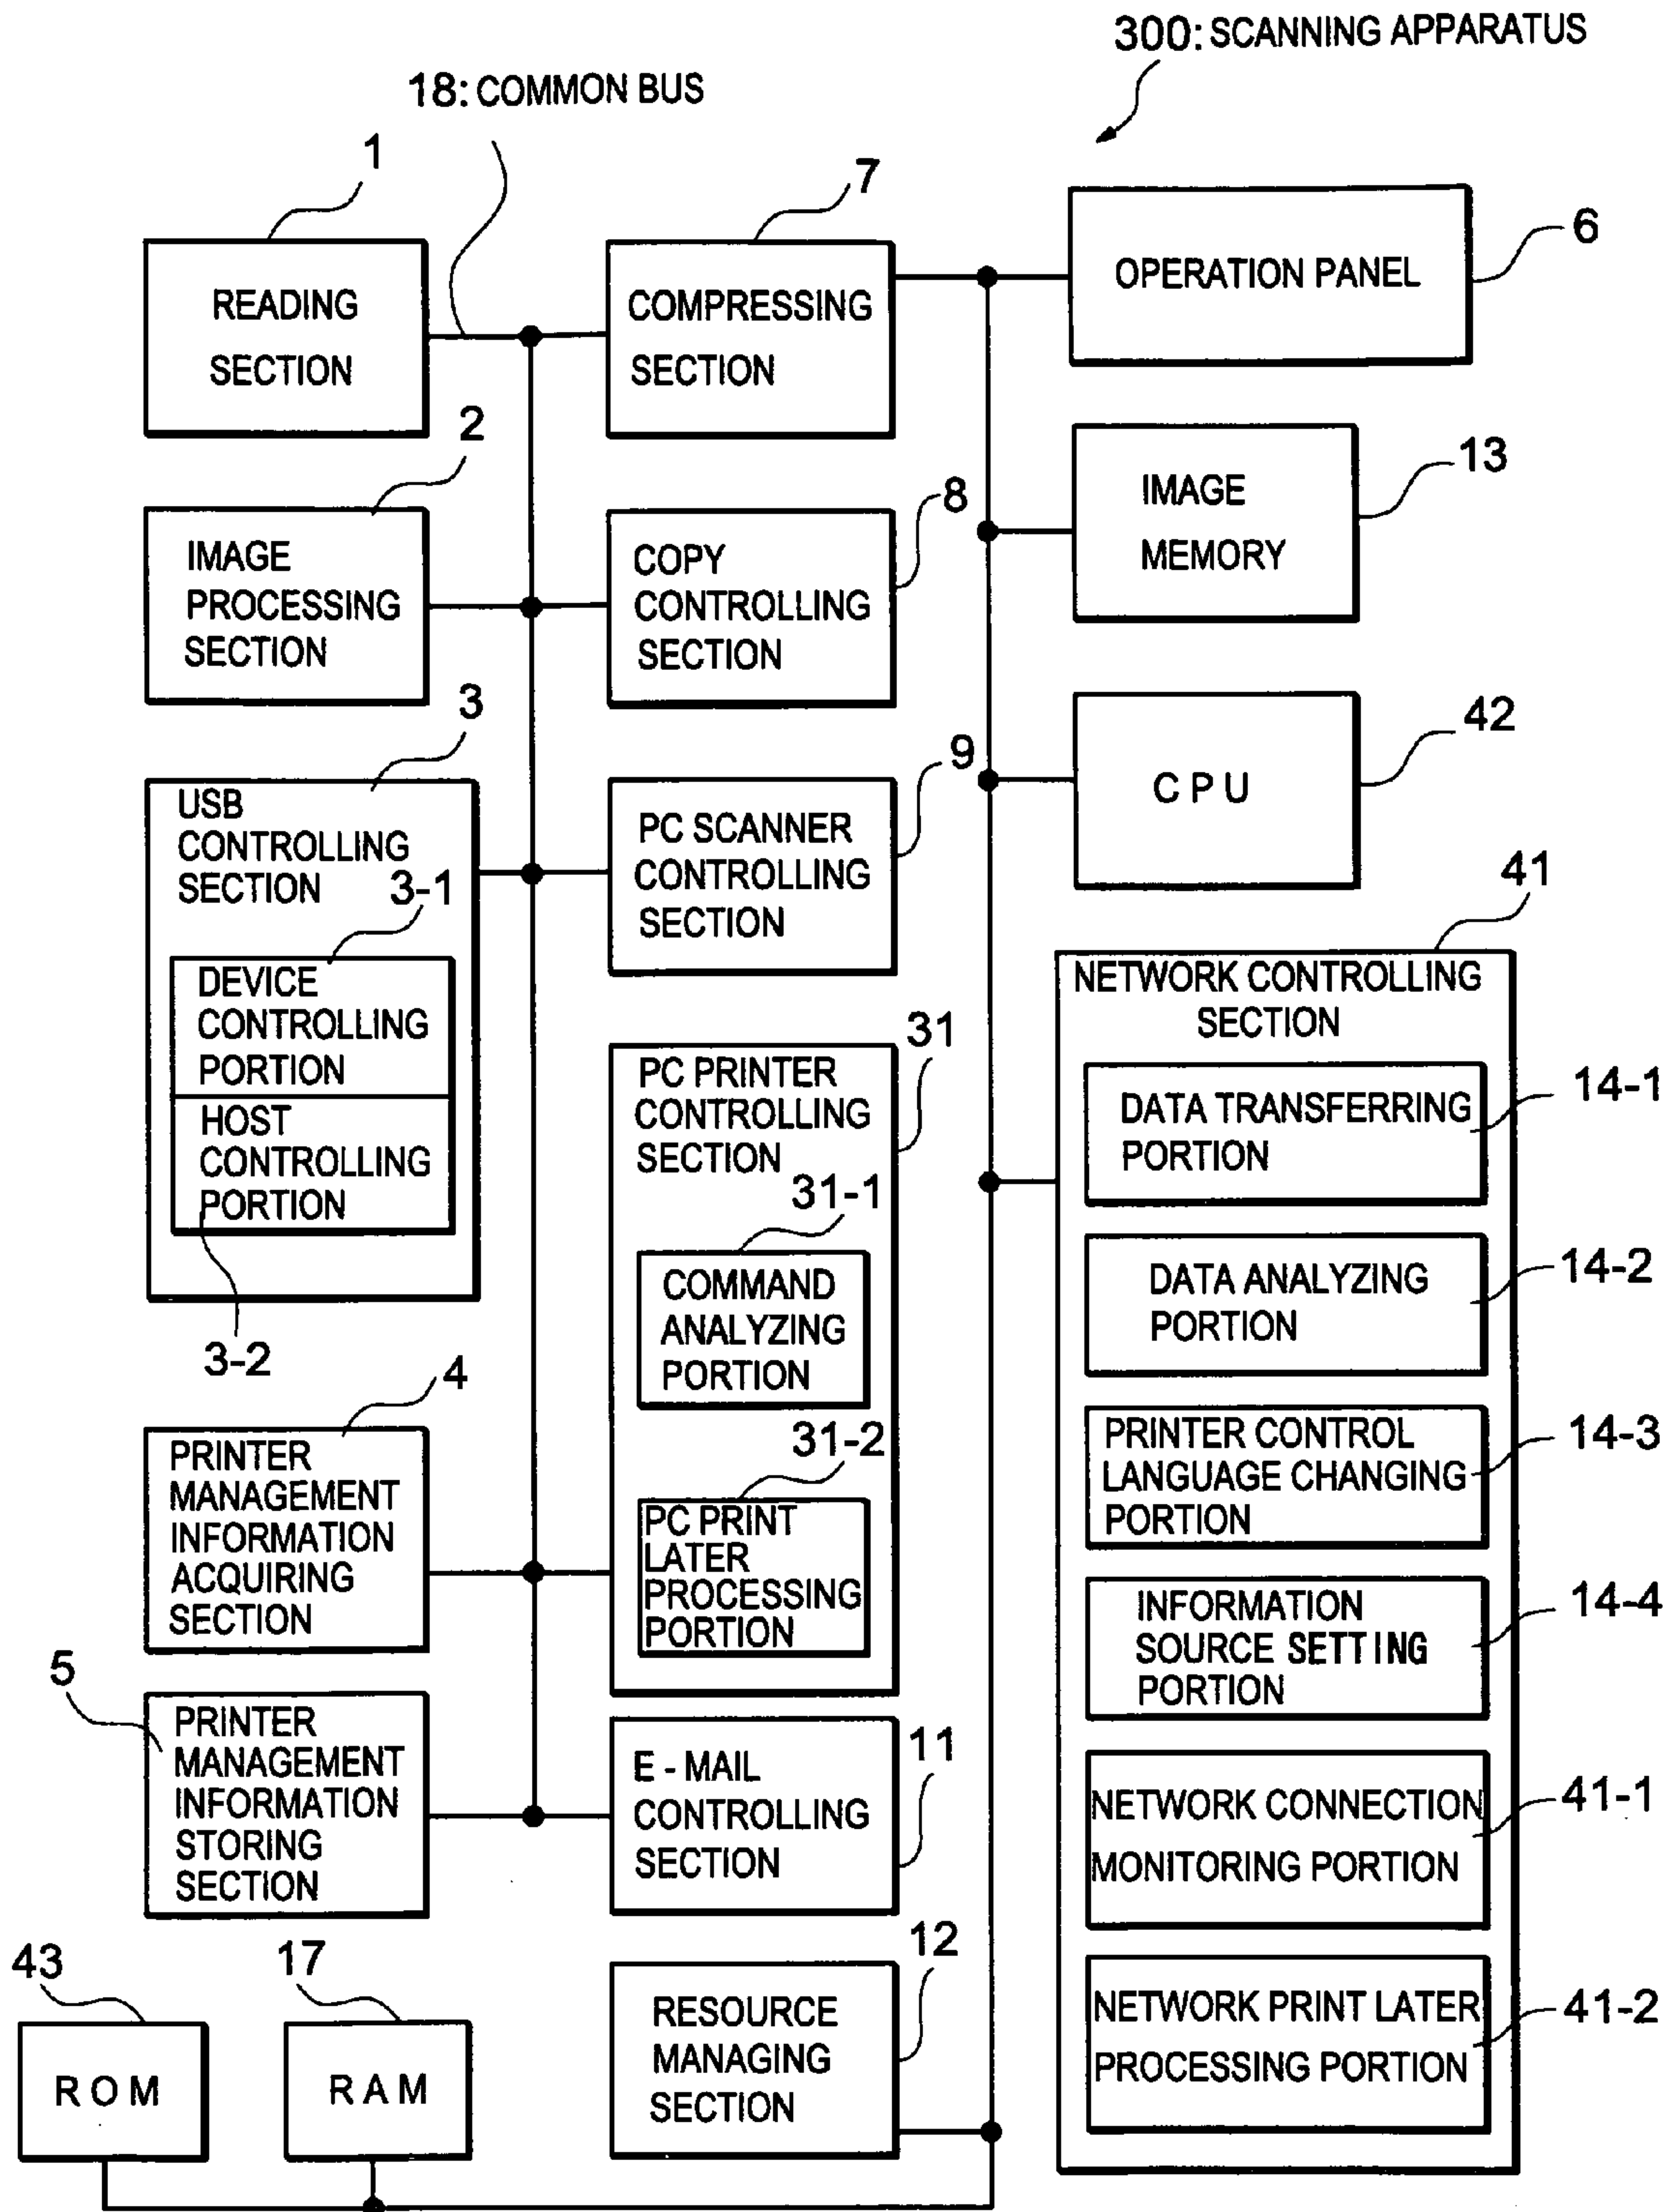 300: SCANNING APPARATUS
18: COMMON BUS
1
READING
SECTION
7
COMPRESSING
SECTION
6
OPERATION PANEL
2
IMAGE
PROCESSING
SECTION
8
COPY
CONTROLLING
SECTION
13
IMAGE
MEMORY
3
USB
CONTROLLING
SECTION
3-1
DEVICE
CONTROLLING
PORTION
HOST
CONTROLLING
PORTION
3-2
9
PC SCANNER
CONTROLLING
SECTION
42
CPU
31
PC PRINTER
CONTROLLING
SECTION
31-1
COMMAND
ANALYZING
PORTION
31-2
PC PRINT
LATER
PROCESSING
PORTION
41
NETWORK CONTROLLING
SECTION
DATA TRANSFERRING
PORTION
14-1
DATA ANALYZING
PORTION
14-2
PRINTER CONTROL
LANGUAGE CHANGING
PORTION
14-3
INFORMATION
SOURCE SETTING
PORTION
14-4
NETWORK CONNECTION
MONITORING PORTION
41-1
NETWORK PRINT LATER
PROCESSING PORTION
41-2
4
PRINTER
MANAGEMENT
INFORMATION
ACQUIRING
SECTION
5
PRINTER
MANAGEMENT
INFORMATION
STORING
SECTION
11
E-MAIL
CONTROLLING
SECTION
12
RESOURCE
MANAGING
SECTION
43
ROM
17
RAM